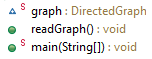 S graph : DirectedGraph
S readGraph() : void
S main(String[]) : void